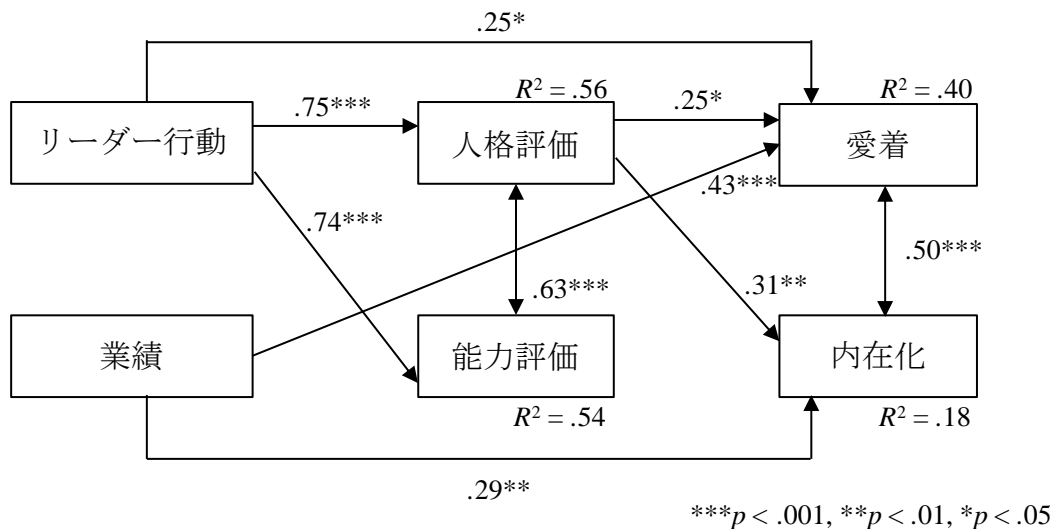 .25*
R² = .56
R² = .40
.75***
.25*
リーダー行動
人格評価
愛着
.43***
.74***
.50***
.63***
.31**
業績
能力評価
内在化
R² = .54
R² = .18
.29**
***p < .001, **p < .01, *p < .05